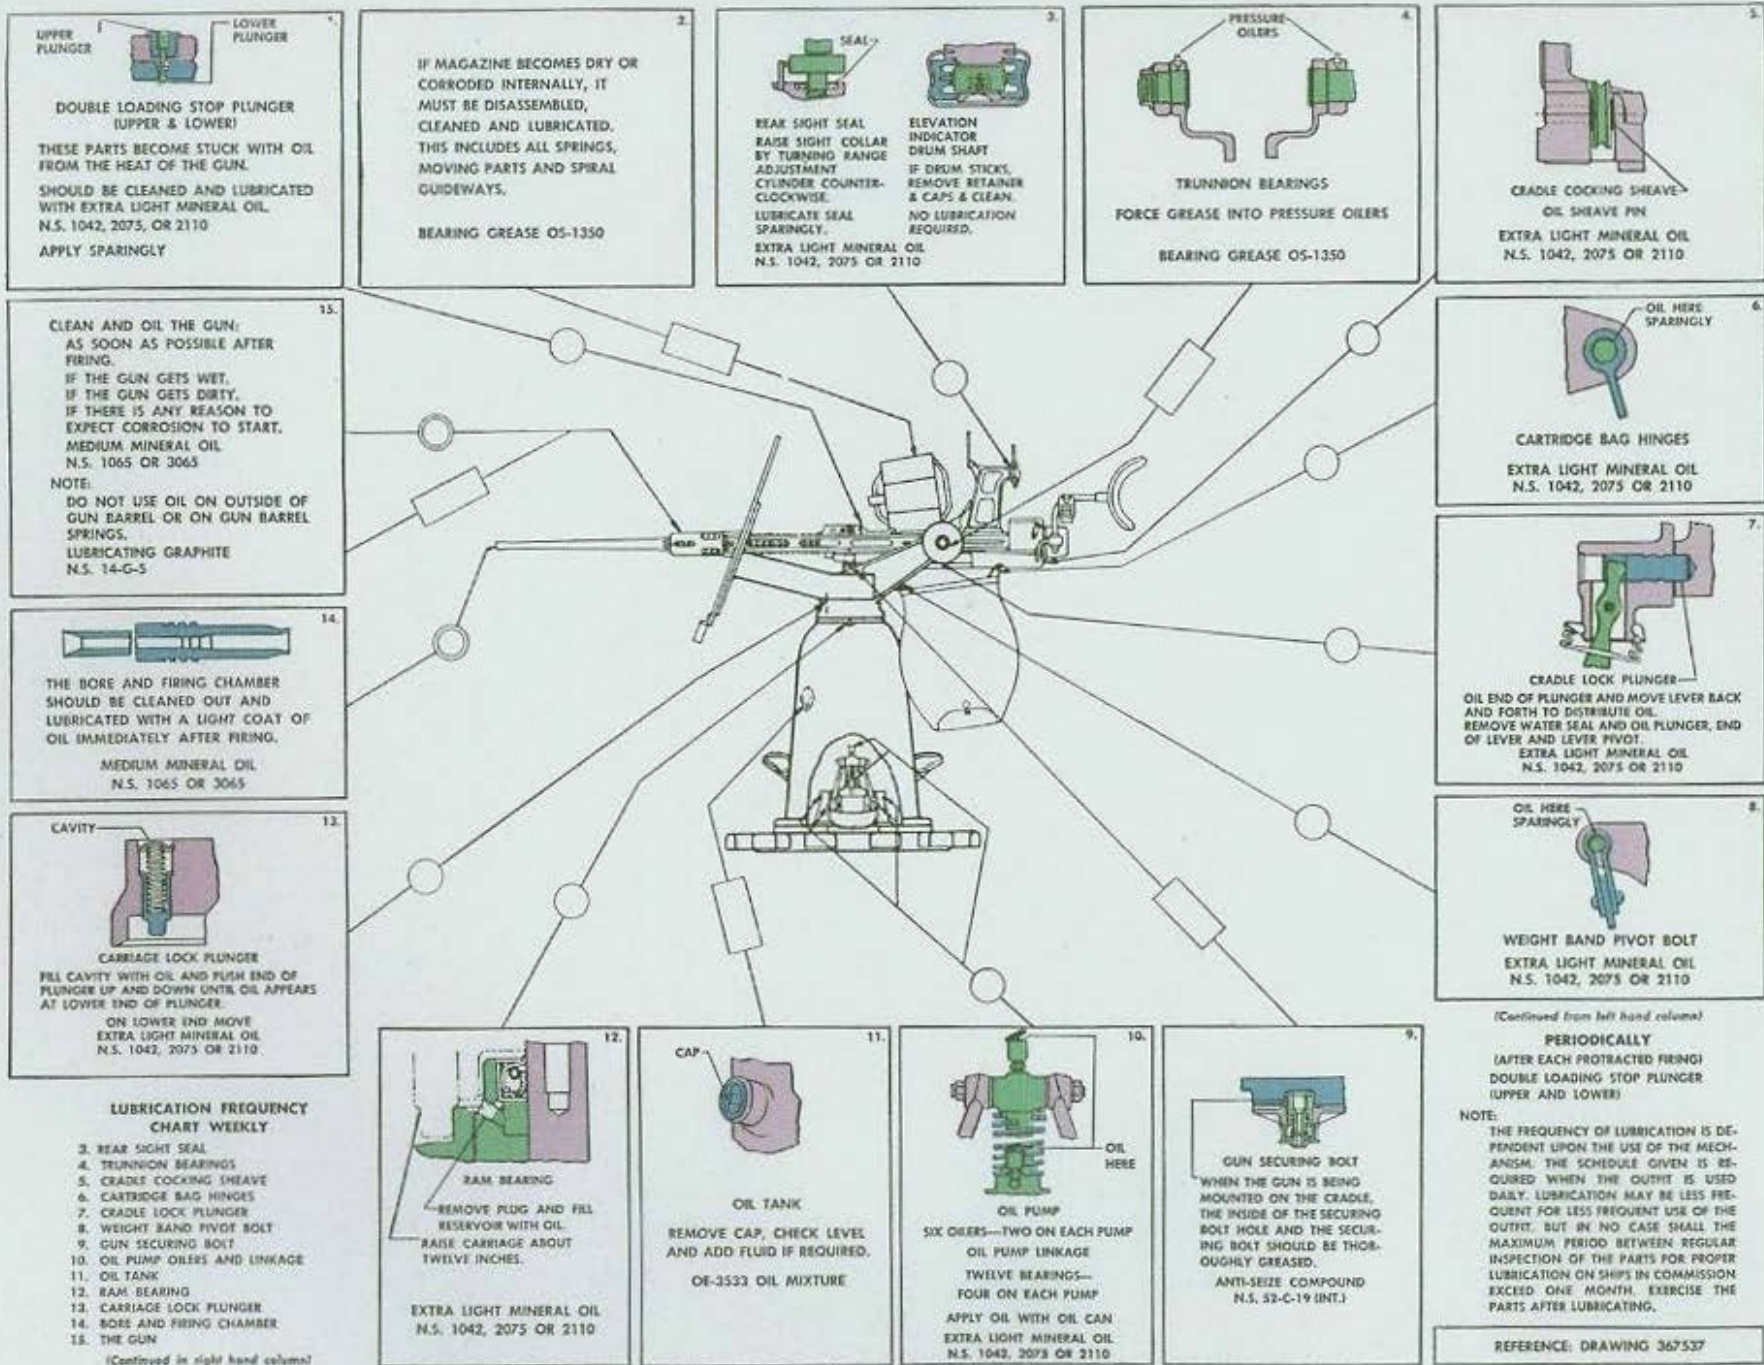 1.
UPPER
PLUNGER
LOWER
PLUNGER
DOUBLE LOADING STOP PLUNGER
(UPPER & LOWER)
THESE PARTS BECOME STUCK WITH OIL
FROM THE HEAT OF THE GUN.
SHOULD BE CLEANED AND LUBRICATED
WITH EXTRA LIGHT MINERAL OIL.
N.S. 1042, 2075, OR 2110
APPLY SPARINGLY
2.
IF MAGAZINE BECOMES DRY OR
CORRODED INTERNALLY, IT
MUST BE DISASSEMBLED,
CLEANED AND LUBRICATED.
THIS INCLUDES ALL SPRINGS,
MOVING PARTS AND SPIRAL
GUIDEWAYS.
BEARING GREASE OS-1350
3.
SEAL
REAR SIGHT SEAL
RAISE SIGHT COLLAR
BY TURNING RANGE
ADJUSTMENT
CYLINDER COUNTER-
CLOCKWISE.
LUBRICATE SEAL
SPARINGLY.
ELEVATION
INDICATOR
DRUM SHAFT
IF DRUM STICKS,
REMOVE RETAINER
& CAPS & CLEAN.
NO LUBRICATION
REQUIRED.
EXTRA LIGHT MINERAL OIL
N.S. 1042, 2075 OR 2110
4.
PRESSURE
OILERS
TRUNNION BEARINGS
FORCE GREASE INTO PRESSURE OILERS
BEARING GREASE OS-1350
5.
CRADLE COCKING SHEAVE
OIL SHEAVE PIN
EXTRA LIGHT MINERAL OIL
N.S. 1042, 2075 OR 2110
6.
OIL HERE
SPARINGLY
CARTRIDGE BAG HINGES
EXTRA LIGHT MINERAL OIL
N.S. 1042, 2075 OR 2110
7.
CRADLE LOCK PLUNGER
OIL END OF PLUNGER AND MOVE LEVER BACK
AND FORTH TO DISTRIBUTE OIL.
REMOVE WATER SEAL AND OIL PLUNGER, END
OF LEVER AND LEVER PIVOT.
EXTRA LIGHT MINERAL OIL
N.S. 1042, 2075 OR 2110
8.
OIL HERE
SPARINGLY
WEIGHT BAND PIVOT BOLT
EXTRA LIGHT MINERAL OIL
N.S. 1042, 2075 OR 2110
15.
CLEAN AND OIL THE GUN:
AS SOON AS POSSIBLE AFTER
FIRING.
IF THE GUN GETS WET.
IF THE GUN GETS DIRTY.
IF THERE IS ANY REASON TO
EXPECT CORROSION TO START.
MEDIUM MINERAL OIL
N.S. 1065 OR 3065
NOTE:
DO NOT USE OIL ON OUTSIDE OF
GUN BARREL OR ON GUN BARREL
SPRINGS.
LUBRICATING GRAPHITE
N.S. 14-G-5
14.
THE BORE AND FIRING CHAMBER
SHOULD BE CLEANED OUT AND
LUBRICATED WITH A LIGHT COAT OF
OIL IMMEDIATELY AFTER FIRING.
MEDIUM MINERAL OIL
N.S. 1065 OR 3065
13.
CAVITY
CARRIAGE LOCK PLUNGER
FILL CAVITY WITH OIL AND PUSH END OF
PLUNGER UP AND DOWN UNTIL OIL APPEARS
AT LOWER END OF PLUNGER.
ON LOWER END MOVE
EXTRA LIGHT MINERAL OIL
N.S. 1042, 2075 OR 2110
LUBRICATION FREQUENCY
CHART WEEKLY
3. REAR SIGHT SEAL
4. TRUNNION BEARINGS
5. CRADLE COCKING SHEAVE
6. CARTRIDGE BAG HINGES
7. CRADLE LOCK PLUNGER
8. WEIGHT BAND PIVOT BOLT
9. GUN SECURING BOLT
10. OIL PUMP OILERS AND LINKAGE
11. OIL TANK
12. RAM BEARING
13. CARRIAGE LOCK PLUNGER
14. BORE AND FIRING CHAMBER
15. THE GUN
(Continued in right hand column)
12.
RAM BEARING
REMOVE PLUG AND FILL
RESERVOIR WITH OIL.
RAISE CARRIAGE ABOUT
TWELVE INCHES.
EXTRA LIGHT MINERAL OIL
N.S. 1042, 2075 OR 2110
11.
CAP
OIL TANK
REMOVE CAP, CHECK LEVEL
AND ADD FLUID IF REQUIRED.
OE-3533 OIL MIXTURE
10.
OIL
HERE
OIL PUMP
SIX OILERS—TWO ON EACH PUMP
OIL PUMP LINKAGE
TWELVE BEARINGS—
FOUR ON EACH PUMP
APPLY OIL WITH OIL CAN
EXTRA LIGHT MINERAL OIL
N.S. 1042, 2075 OR 2110
9.
GUN SECURING BOLT
WHEN THE GUN IS BEING
MOUNTED ON THE CRADLE,
THE INSIDE OF THE SECURING
BOLT HOLE AND THE SECUR-
ING BOLT SHOULD BE THOR-
OUGHLY GREASED.
ANTI-SEIZE COMPOUND
N.S. 52-C-19 (INT.)
(Continued from left hand column)
PERIODICALLY
(AFTER EACH PROTRACTED FIRING)
DOUBLE LOADING STOP PLUNGER
(UPPER AND LOWER)
NOTE:
THE FREQUENCY OF LUBRICATION IS DE-
PENDENT UPON THE USE OF THE MECH-
ANISM. THE SCHEDULE GIVEN IS RE-
QUIRED WHEN THE OUTFIT IS USED
DAILY. LUBRICATION MAY BE LESS FRE-
QUENT FOR LESS FREQUENT USE OF THE
OUTFIT, BUT IN NO CASE SHALL THE
MAXIMUM PERIOD BETWEEN REGULAR
INSPECTION OF THE PARTS FOR PROPER
LUBRICATION ON SHIPS IN COMMISSION
EXCEED ONE MONTH. EXERCISE THE
PARTS AFTER LUBRICATING.
REFERENCE: DRAWING 367537